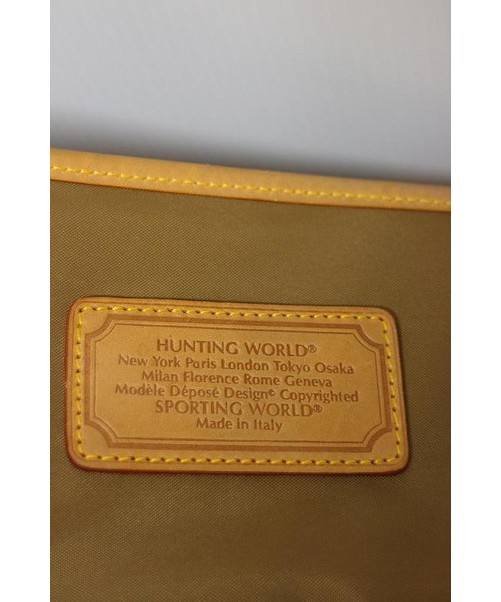 HUNTING WORLD®
New York Paris London Tokyo Osaka
Milan Florence Rome Geneva
Modèle Déposé Design© Copyrighted
SPORTING WORLD®
Made in Italy